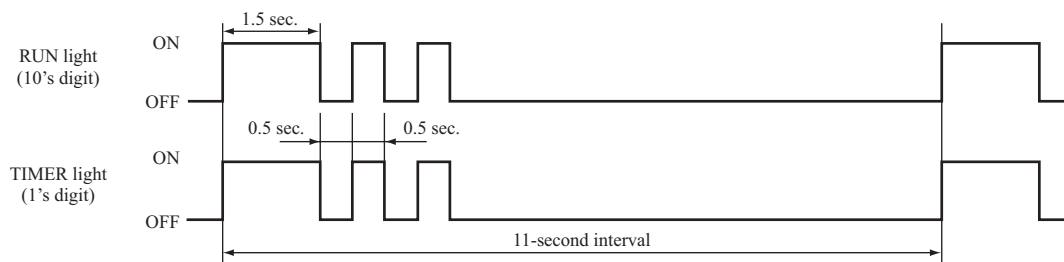 1.5 sec.
RUN light
(10’s digit)
ON
OFF
0.5 sec.
0.5 sec.
TIMER light
(1’s digit)
ON
OFF
11-second interval